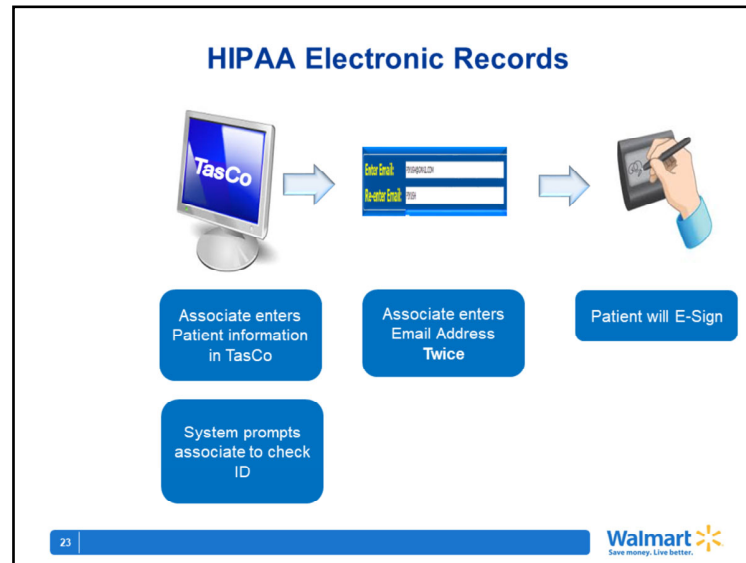 HIPAA Electronic Records
TasCo
Enter Email:
Re-enter Email:
Associate enters
Patient information
in TasCo
Associate enters
Email Address
Twice
Patient will E-Sign
System prompts
associate to check
ID
23
Walmart
Save money. Live better.